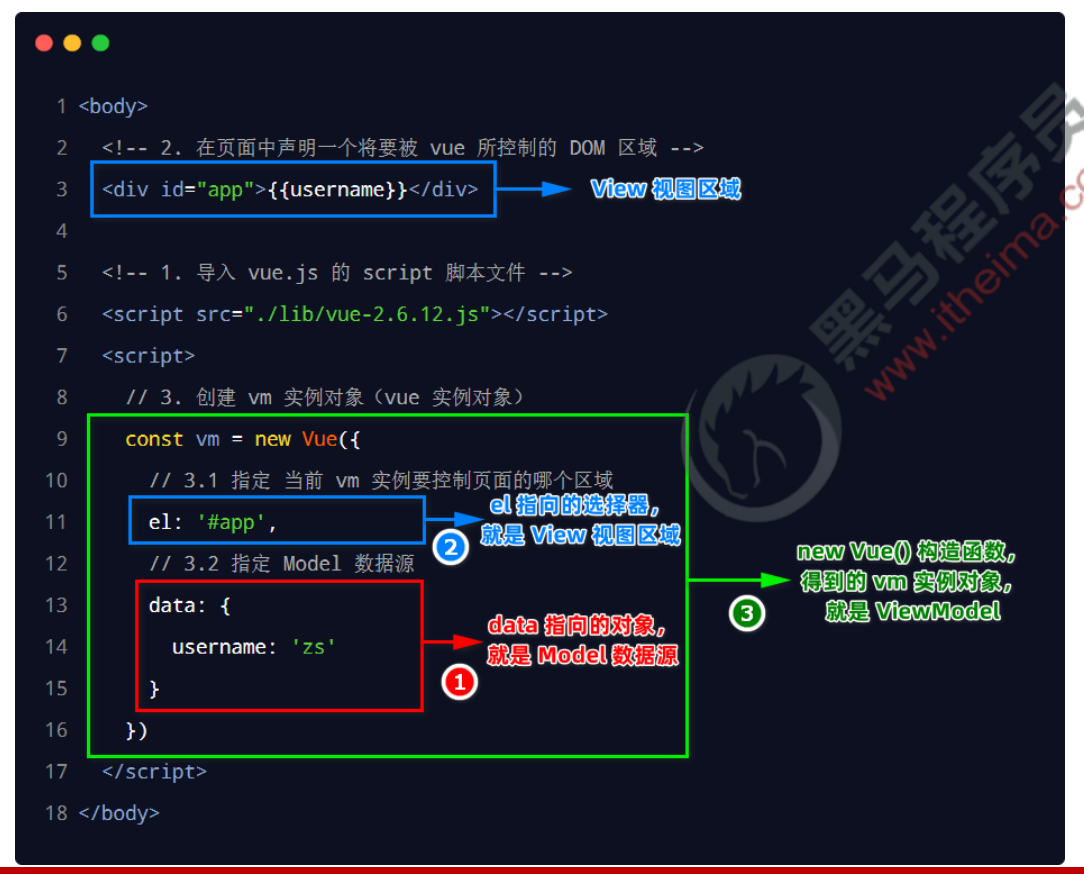 1 <body>
2 <!-- 2. 在页面中声明一个将要被 vue 所控制的 DOM 区域 -->
3 <div id="app">{{username}}</div>
View 视图区域
4
5 <!-- 1. 导入 vue.js 的 script 脚本文件 -->
6 <script src="./lib/vue-2.6.12.js"></script>
7 <script>
8 // 3. 创建 vm 实例对象（vue 实例对象）
9 const vm = new Vue({
10 // 3.1 指定 当前 vm 实例要控制页面的哪个区域
11 el: '#app',
2
el 指向的选择器，
就是 View 视图区域
12 // 3.2 指定 Model 数据源
13 data: {
14 username: 'zs'
15 }
1
data 指向的对象，
就是 Model 数据源
16 })
3
new Vue() 构造函数，
得到的 vm 实例对象，
就是 ViewModel
17 </script>
18 </body>
黑马程序员
www.itheima.co